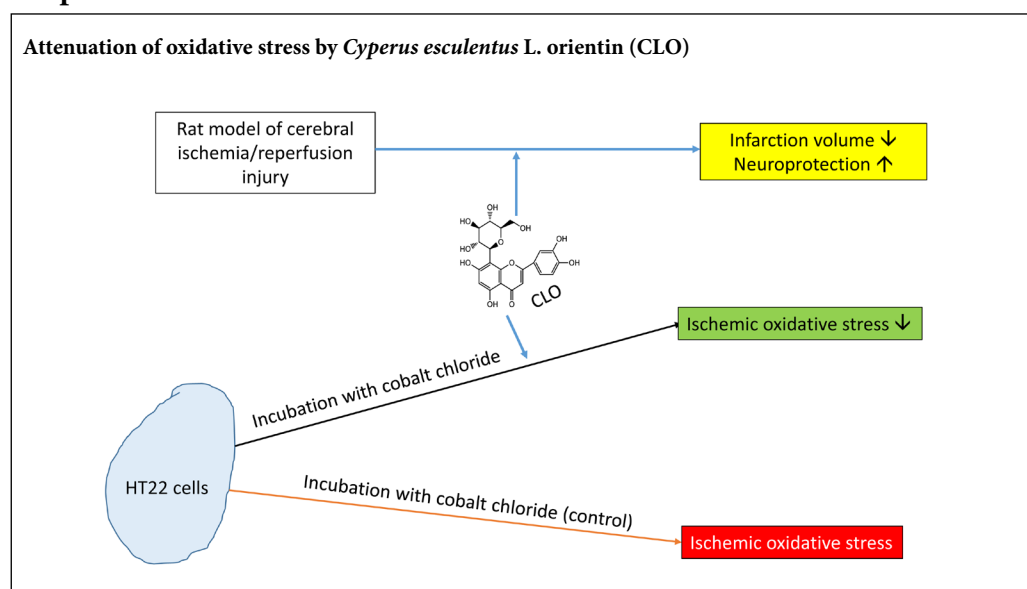 Attenuation of oxidative stress by Cyperus esculentus L. orientin (CLO)
Rat model of cerebral
ischemia/reperfusion
injury
Infarction volume ↓
Neuroprotection ↑
OH
HO
OH
HO
OH
HO
O
OH
HO
O
OH
OH
O
CLO
Ischemic oxidative stress ↓
Incubation with cobalt chloride
HT22 cells
Incubation with cobalt chloride (control)
Ischemic oxidative stress